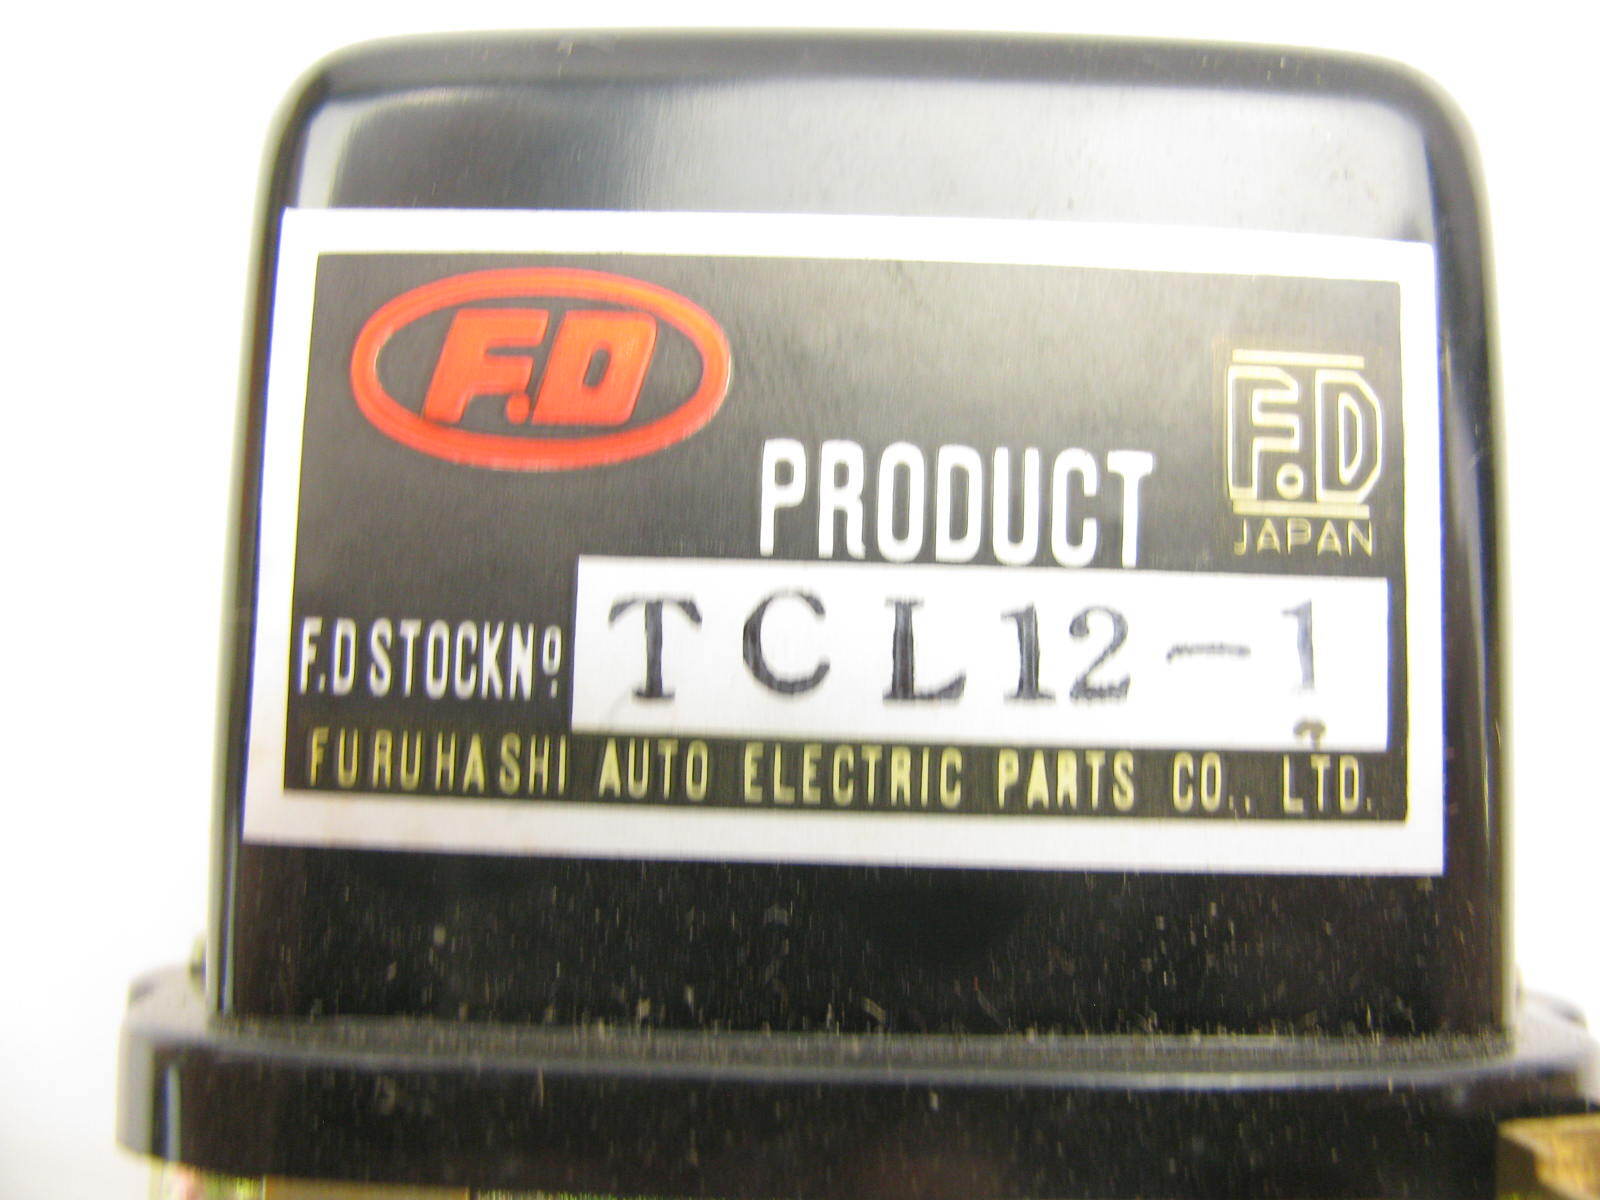 F.D
F.D
PRODUCT
JAPAN
F.D STOCK Nº. TCL12-1
FURUHASHI AUTO ELECTRIC PARTS CO., LTD.